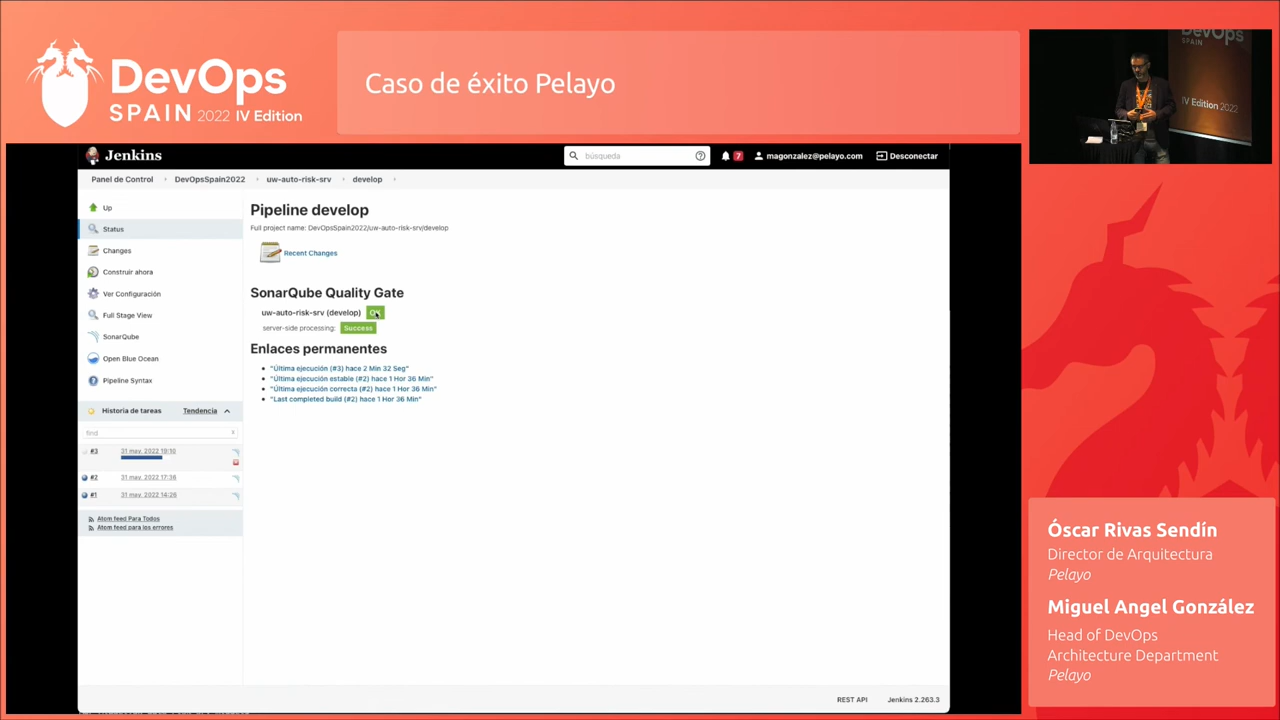 DevOps
SPAIN 2022 IV Edition
Caso de éxito Pelayo
DevOps
SPAIN
IV Edition 2022
Jenkins
búsqueda
7
magonzalez@pelayo.com
Desconectar
Panel de Control
DevOpsSpain2022
uw-auto-risk-srv
develop
Up
Status
Changes
Construir ahora
Ver Configuración
Full Stage View
SonarQube
Open Blue Ocean
Pipeline Syntax
Historia de tareas Tendencia
find x
#3 31 may. 2022 19:10
#2 31 may. 2022 17:36
#1 31 may. 2022 14:26
Atom feed Para Todos
Atom feed para los errores
Pipeline develop
Full project name: DevOpsSpain2022/uw-auto-risk-srv/develop
Recent Changes
SonarQube Quality Gate
uw-auto-risk-srv (develop)
server-side processing: Success
Enlaces permanentes
"Última ejecución (#3) hace 2 Min 32 Seg"
"Última ejecución estable (#2) hace 1 Hor 36 Min"
"Última ejecución correcta (#2) hace 1 Hor 36 Min"
"Last completed build (#2) hace 1 Hor 36 Min"
REST API Jenkins 2.263.3
Óscar Rivas Sendín
Director de Arquitectura
Pelayo
Miguel Angel González
Head of DevOps
Architecture Department
Pelayo